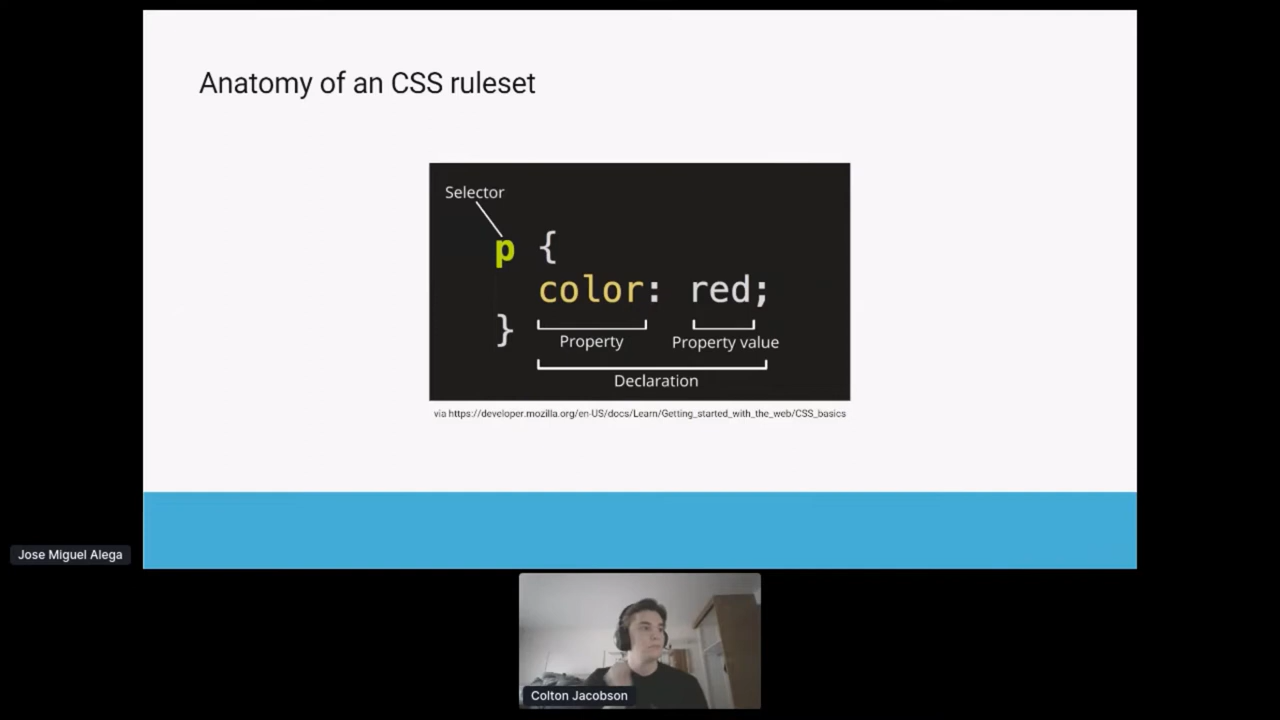 Anatomy of an CSS ruleset
Selector
p {
color: red;
}
Property
Property value
Declaration
via https://developer.mozilla.org/en-US/docs/Learn/Getting_started_with_the_web/CSS_basics
Jose Miguel Alega
Colton Jacobson